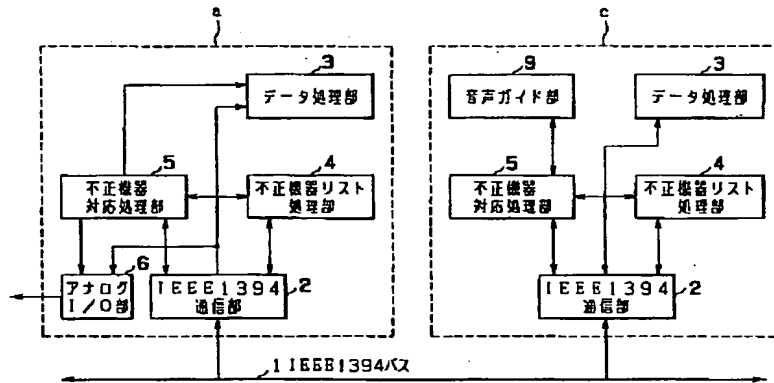 a
3
データ処理部
5
不正機器
対応処理部
4
不正機器リスト
処理部
6
アナログ
I/O部
IEEE1394
通信部
2
c
9
音声ガイド部
3
データ処理部
5
不正機器
対応処理部
4
不正機器リスト
処理部
IEEE1394
通信部
2
1 IEEE1394バス